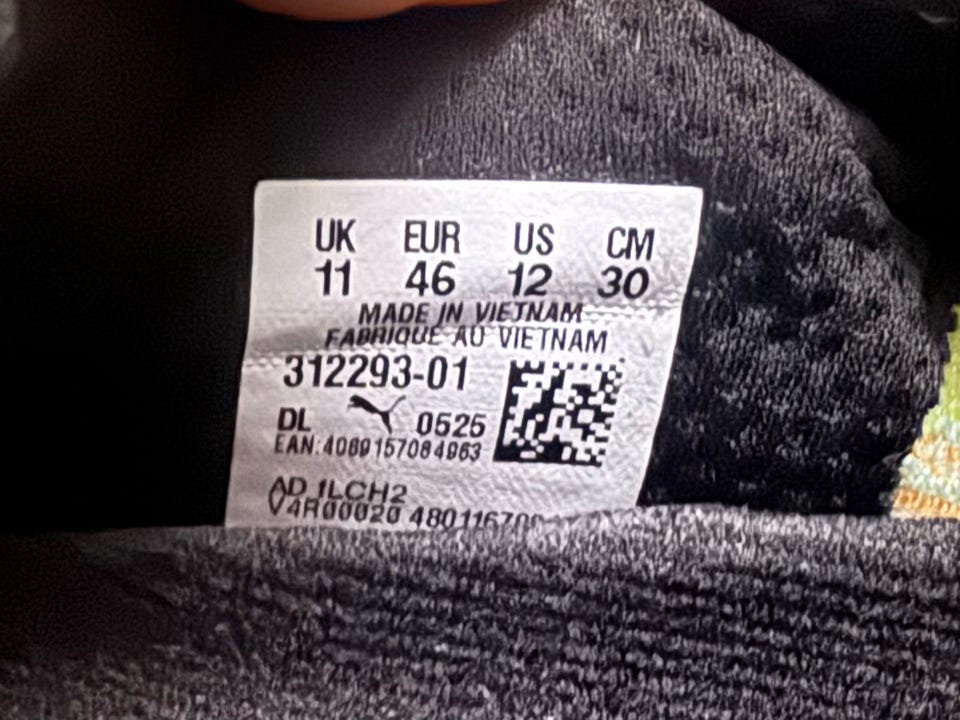 UK EUR US CM
11 46 12 30
MADE IN VIETNAM
FABRIQUE AU VIETNAM
312293-01
DL 0525
EAN:4069157084963
AD 1LCH2